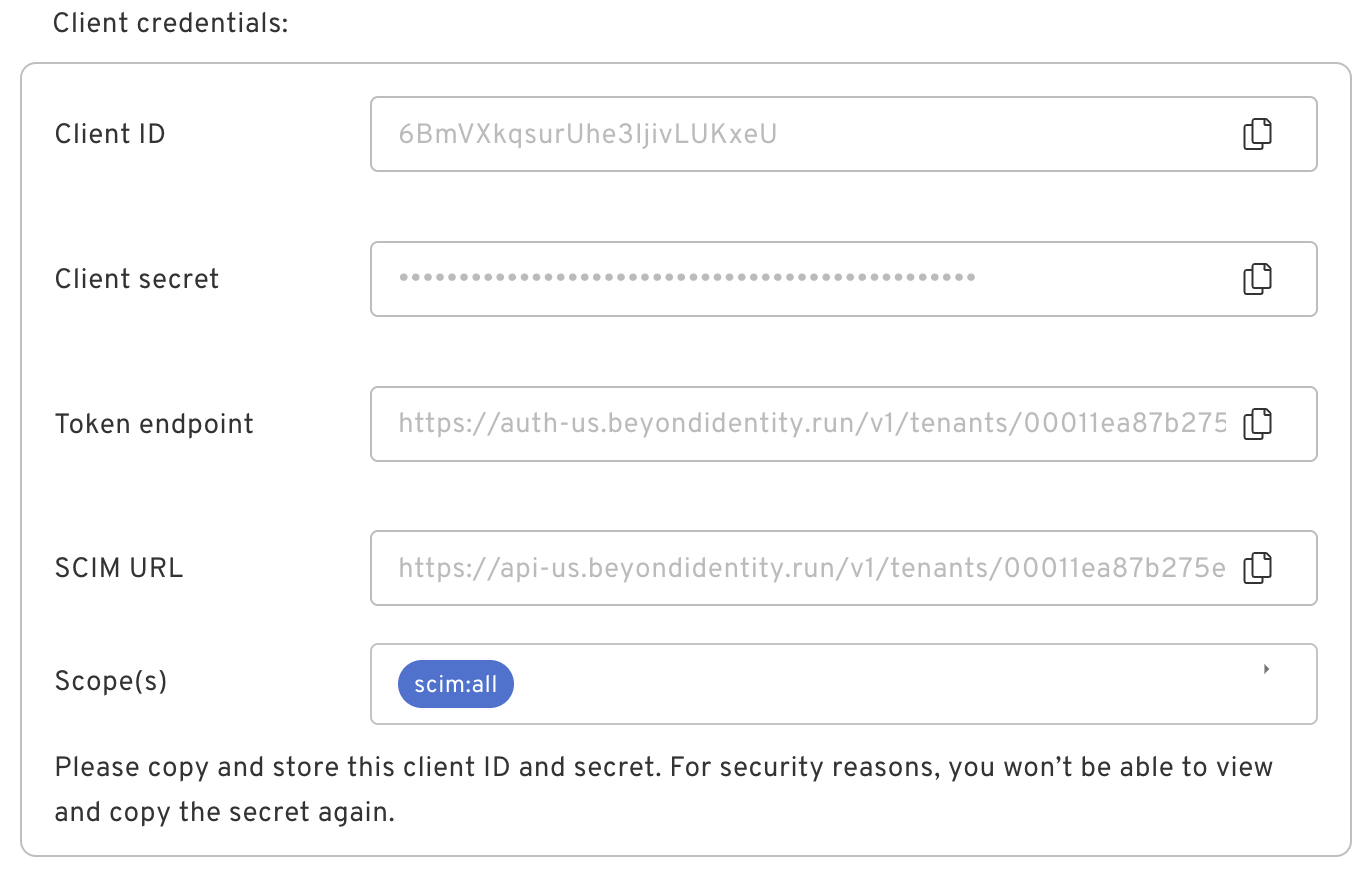 Client credentials:
Client ID
6BmVXkqsurUhe3IjivLUKxeU
Client secret
••••••••••••••••••••••••••••••••••••••••••••••••
Token endpoint
https://auth-us.beyondidentity.run/v1/tenants/00011ea87b275
SCIM URL
https://api-us.beyondidentity.run/v1/tenants/00011ea87b275e
Scope(s)
scim:all
Please copy and store this client ID and secret. For security reasons, you won’t be able to view
and copy the secret again.